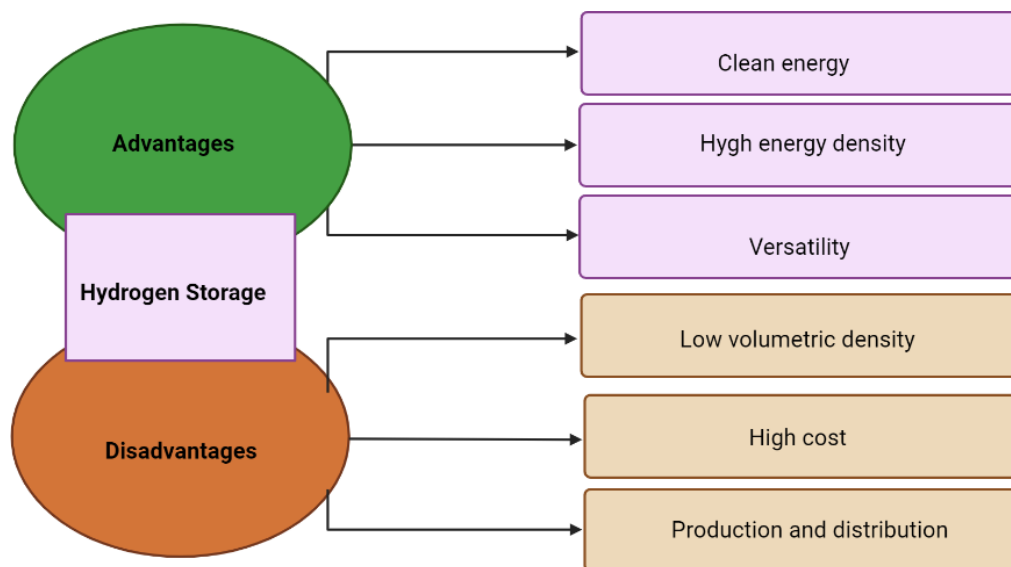 Advantages
Clean energy
Hygh energy density
Versatility
Hydrogen Storage
Disadvantages
Low volumetric density
High cost
Production and distribution